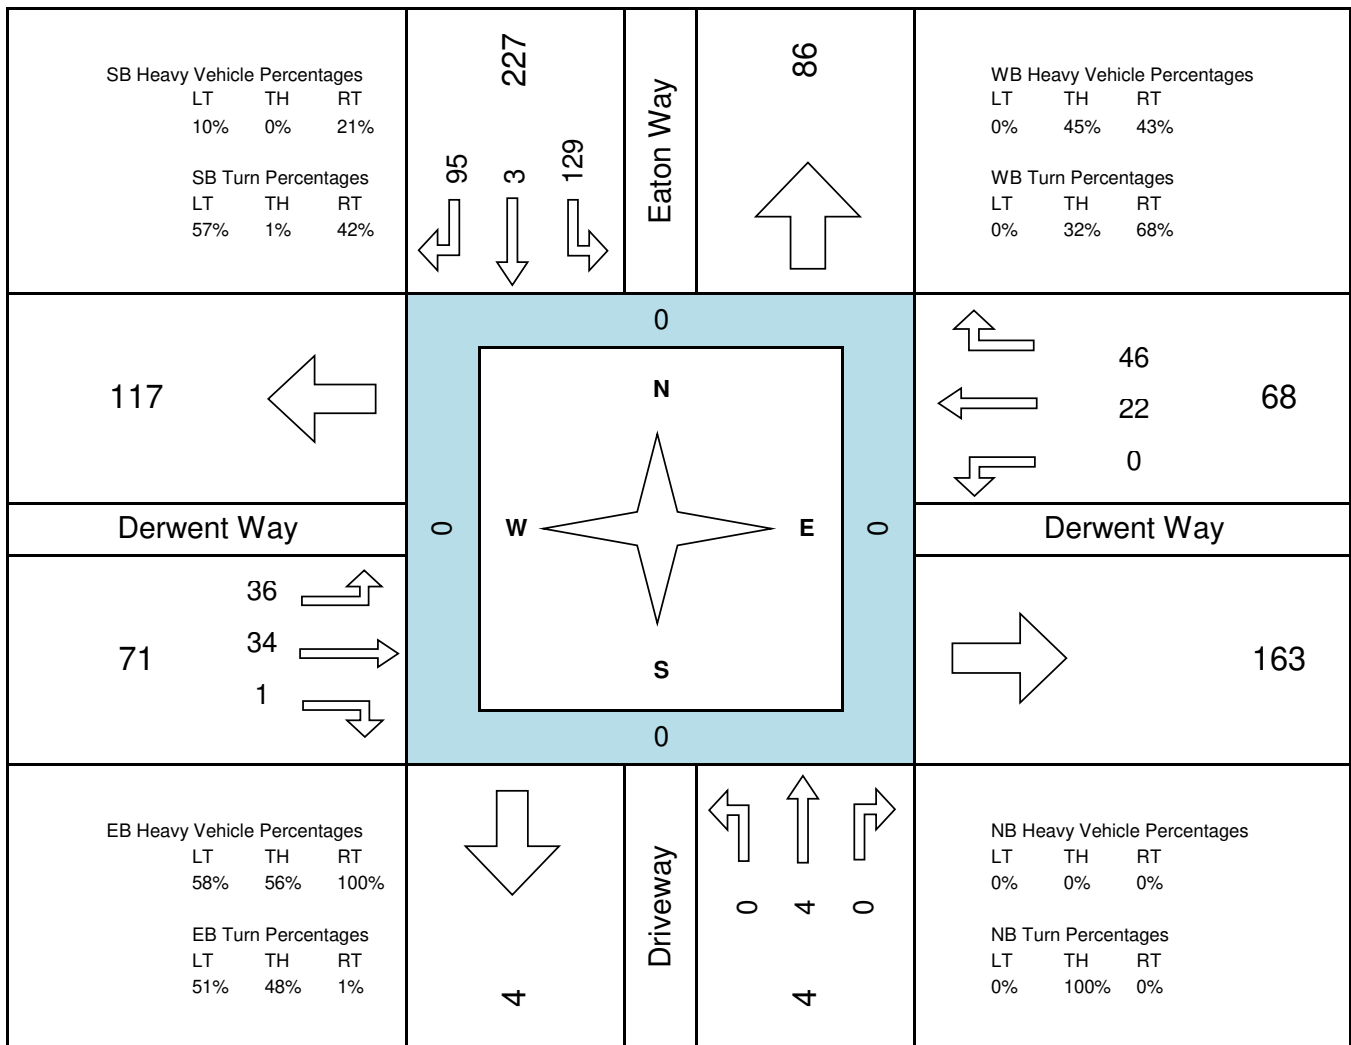 SB Heavy Vehicle Percentages
LT TH RT
10% 0% 21%
SB Turn Percentages
LT TH RT
57% 1% 42%
227
95 3 129
Eaton Way
86
WB Heavy Vehicle Percentages
LT TH RT
0% 45% 43%
WB Turn Percentages
LT TH RT
0% 32% 68%
117
0
N
W E
S
0
0
0
46
22
0
68
Derwent Way
Derwent Way
36
34
1
71
163
EB Heavy Vehicle Percentages
LT TH RT
58% 56% 100%
EB Turn Percentages
LT TH RT
51% 48% 1%
4
Driveway
0 4 0
4
NB Heavy Vehicle Percentages
LT TH RT
0% 0% 0%
NB Turn Percentages
LT TH RT
0% 100% 0%